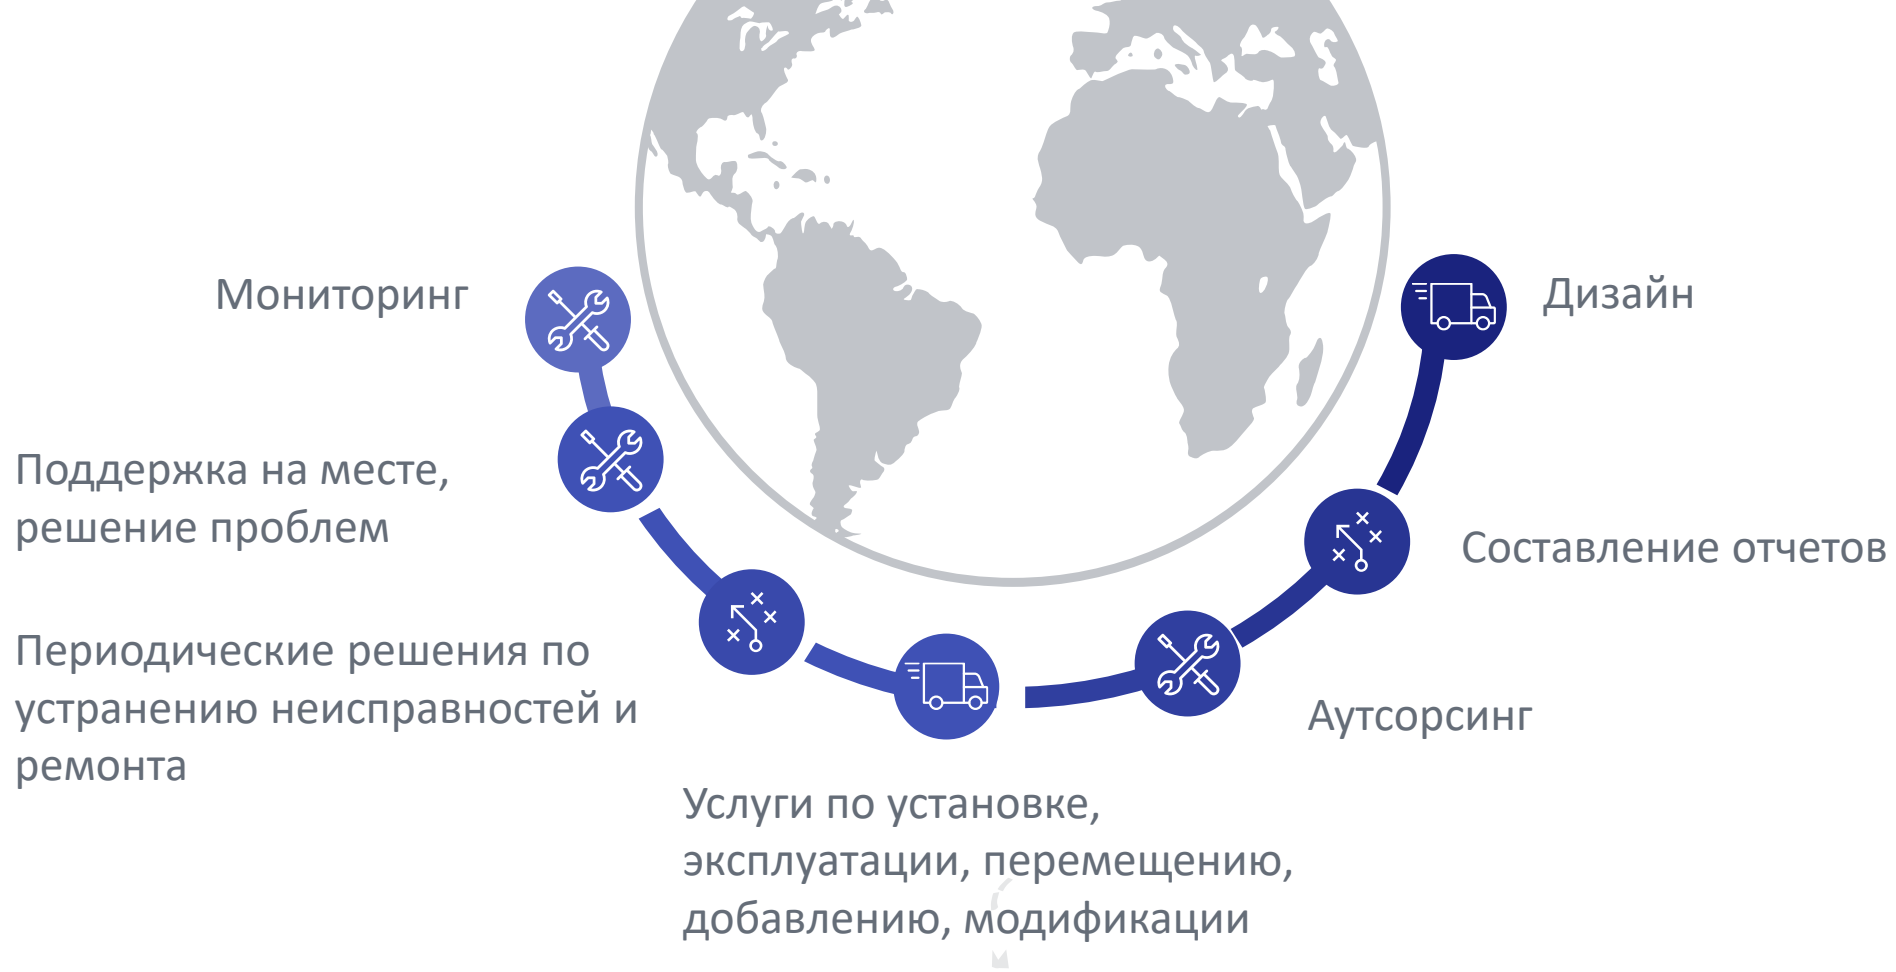 Мониторинг
Дизайн
Поддержка на месте,
решение проблем
Составление отчетов
Периодические решения по
устранению неисправностей и
ремонта
Аутсорсинг
Услуги по установке,
эксплуатации, перемещению,
добавлению, модификации